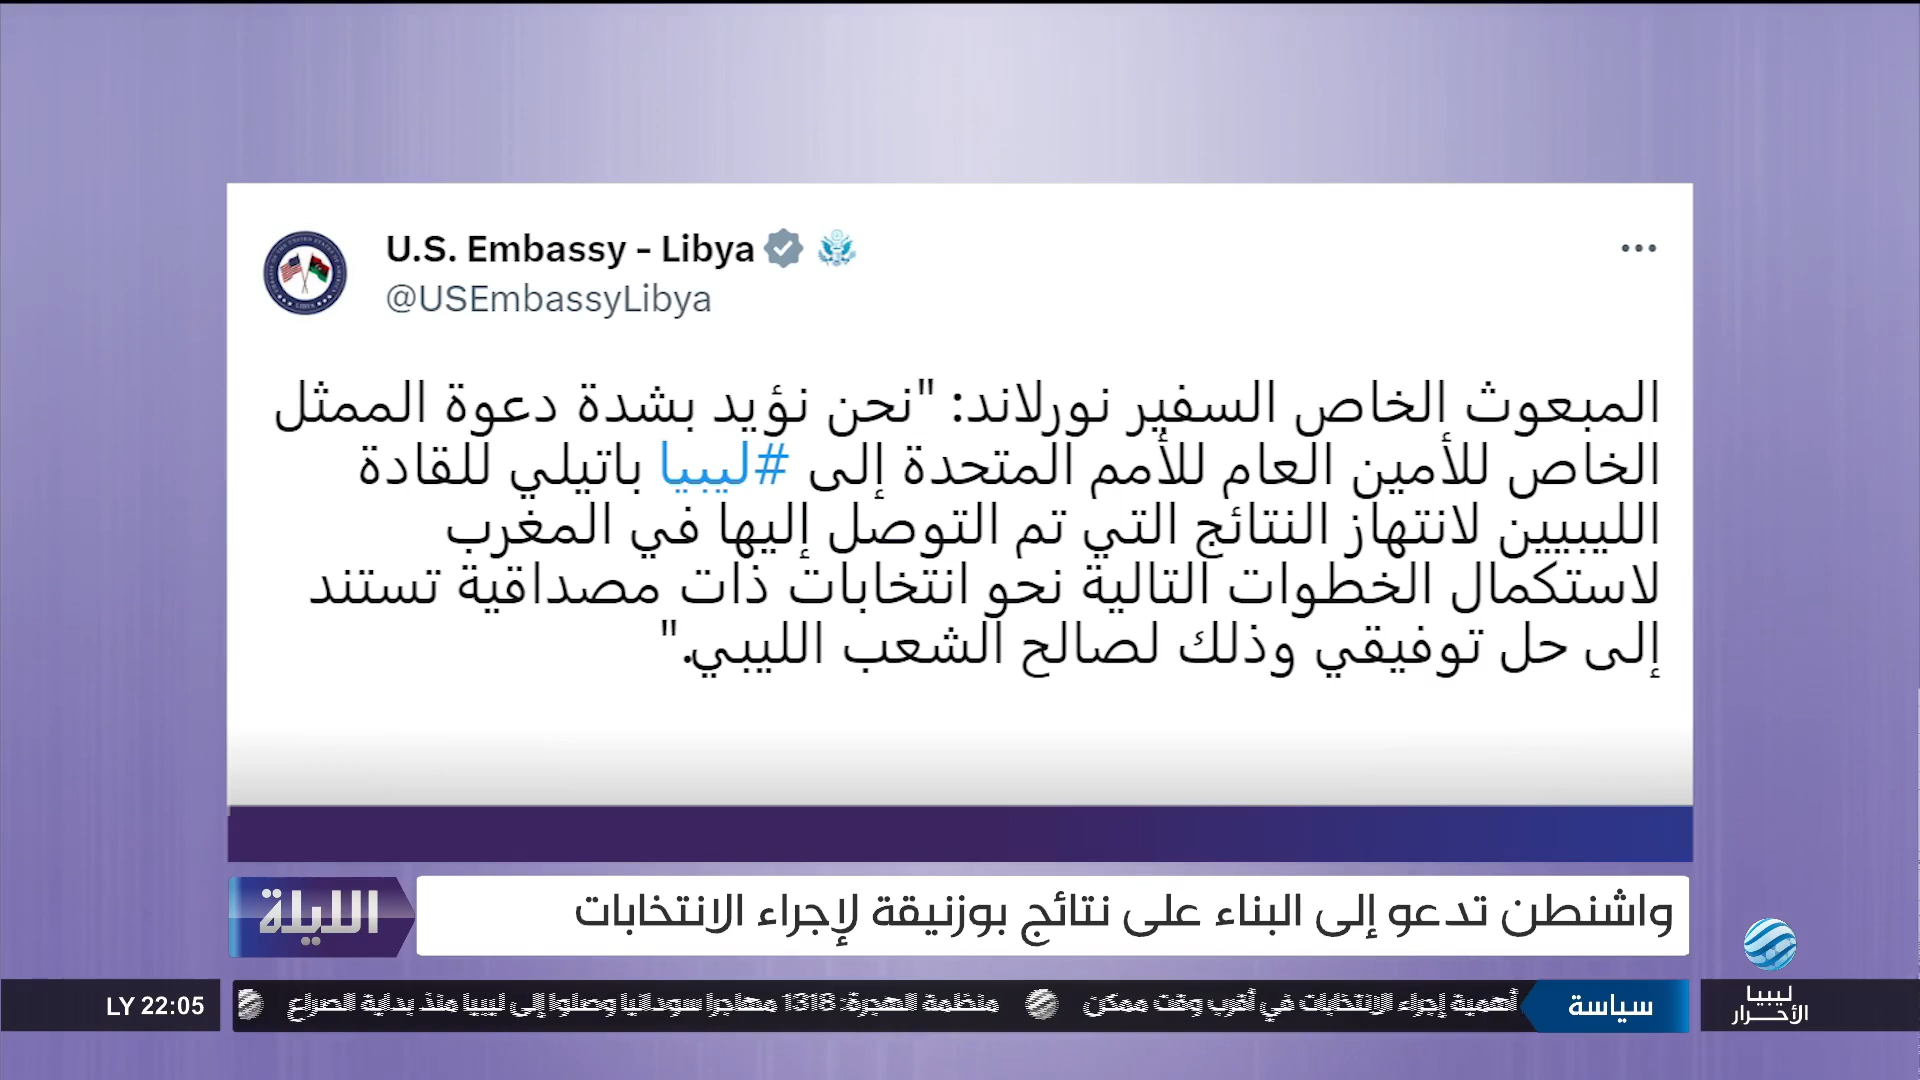 U.S. Embassy - Libya
@USEmbassyLibya
المبعوث الخاص السفير نورلاند: "نحن نؤيد بشدة دعوة الممثل
الخاص للأمين العام للأمم المتحدة إلى #ليبيا باتيلي للقادة
الليبيين لانتهاز النتائج التي تم التوصل إليها في المغرب
لاستكمال الخطوات التالية نحو انتخابات ذات مصداقية تستند
إلى حل توفيقي وذلك لصالح الشعب الليبي."
واشنطن تدعو إلى البناء على نتائج بوزنيقة لإجراء الانتخابات
الليلة
سياسة
أهمية إجراء الانتخابات في أقرب وقت ممكن
منظمة الهجرة: 1318 مهاجرا سودانيا وصلوا إلى ليبيا منذ بداية الصراع
LY 22:05
ليبيا
الأحرار